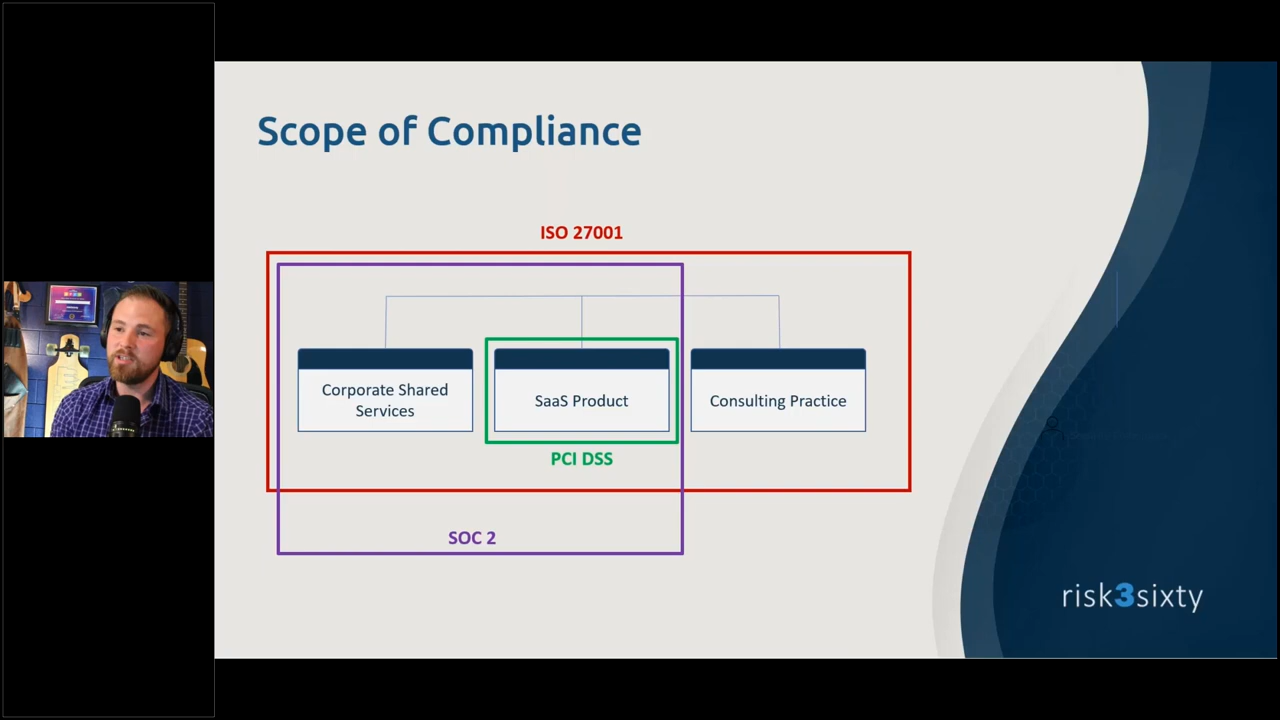 Scope of Compliance
ISO 27001
Corporate Shared
Services
SaaS Product
Consulting Practice
PCI DSS
SOC 2
risk3sixty